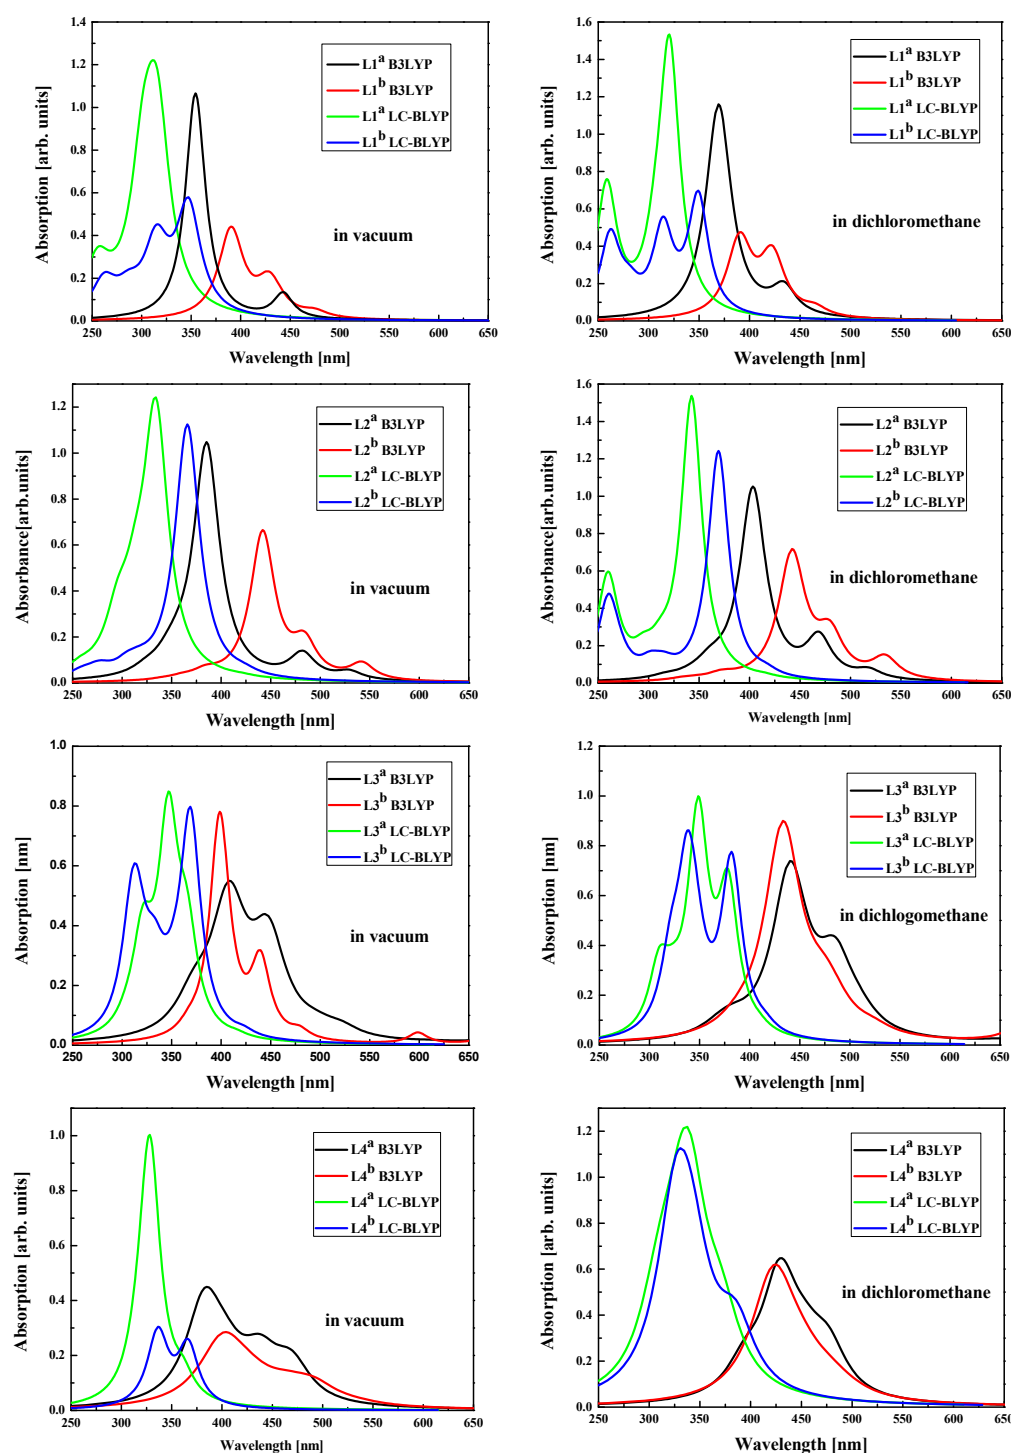 1.4
1.2
1.0
0.8
0.6
0.4
0.2
0.0
Absorption [arb. units]
L1a B3LYP
L1b B3LYP
L1a LC-BLYP
L1b LC-BLYP
in vacuum
250 300 350 400 450 500 550 600 650
Wavelength [nm]
1.6
1.4
1.2
1.0
0.8
0.6
0.4
0.2
0.0
Absorption [arb. units]
L1a B3LYP
L1b B3LYP
L1a LC-BLYP
L1b LC-BLYP
in dichloromethane
250 300 350 400 450 500 550 600 650
Wavelength [nm]
1.2
1.0
0.8
0.6
0.4
0.2
0.0
Absorbance[arb.units]
L2a B3LYP
L2b B3LYP
L2a LC-BLYP
L2b LC-BLYP
in vacuum
250 300 350 400 450 500 550 600 650
Wavelength [nm]
1.6
1.4
1.2
1.0
0.8
0.6
0.4
0.2
0.0
Absorbance[arb.units]
L2a B3LYP
L2b B3LYP
L2a LC-BLYP
L2b LC-BLYP
in dichloromethane
250 300 350 400 450 500 550 600 650
Wavelength [nm]
1.0
0.8
0.6
0.4
0.2
0.0
Absorption [nm]
L3a B3LYP
L3b B3LYP
L3a LC-BLYP
L3b LC-BLYP
in vacuum
250 300 350 400 450 500 550 600 650
Wavelength [nm]
1.2
1.0
0.8
0.6
0.4
0.2
0.0
Absorption [nm]
L3a B3LYP
L3b B3LYP
L3a LC-BLYP
L3b LC-BLYP
in dichlogomethane
250 300 350 400 450 500 550 600 650
Wavelength [nm]
1.0
0.8
0.6
0.4
0.2
0.0
Absorption [arb. units]
L4a B3LYP
L4b B3LYP
L4a LC-BLYP
L4b LC-BLYP
in vacuum
250 300 350 400 450 500 550 600 650
Wavelength [nm]
1.2
1.0
0.8
0.6
0.4
0.2
0.0
Absorption [arb. units]
L4a B3LYP
L4b B3LYP
L4a LC-BLYP
L4b LC-BLYP
in dichloromethane
250 300 350 400 450 500 550 600 650
Wavelength [nm]